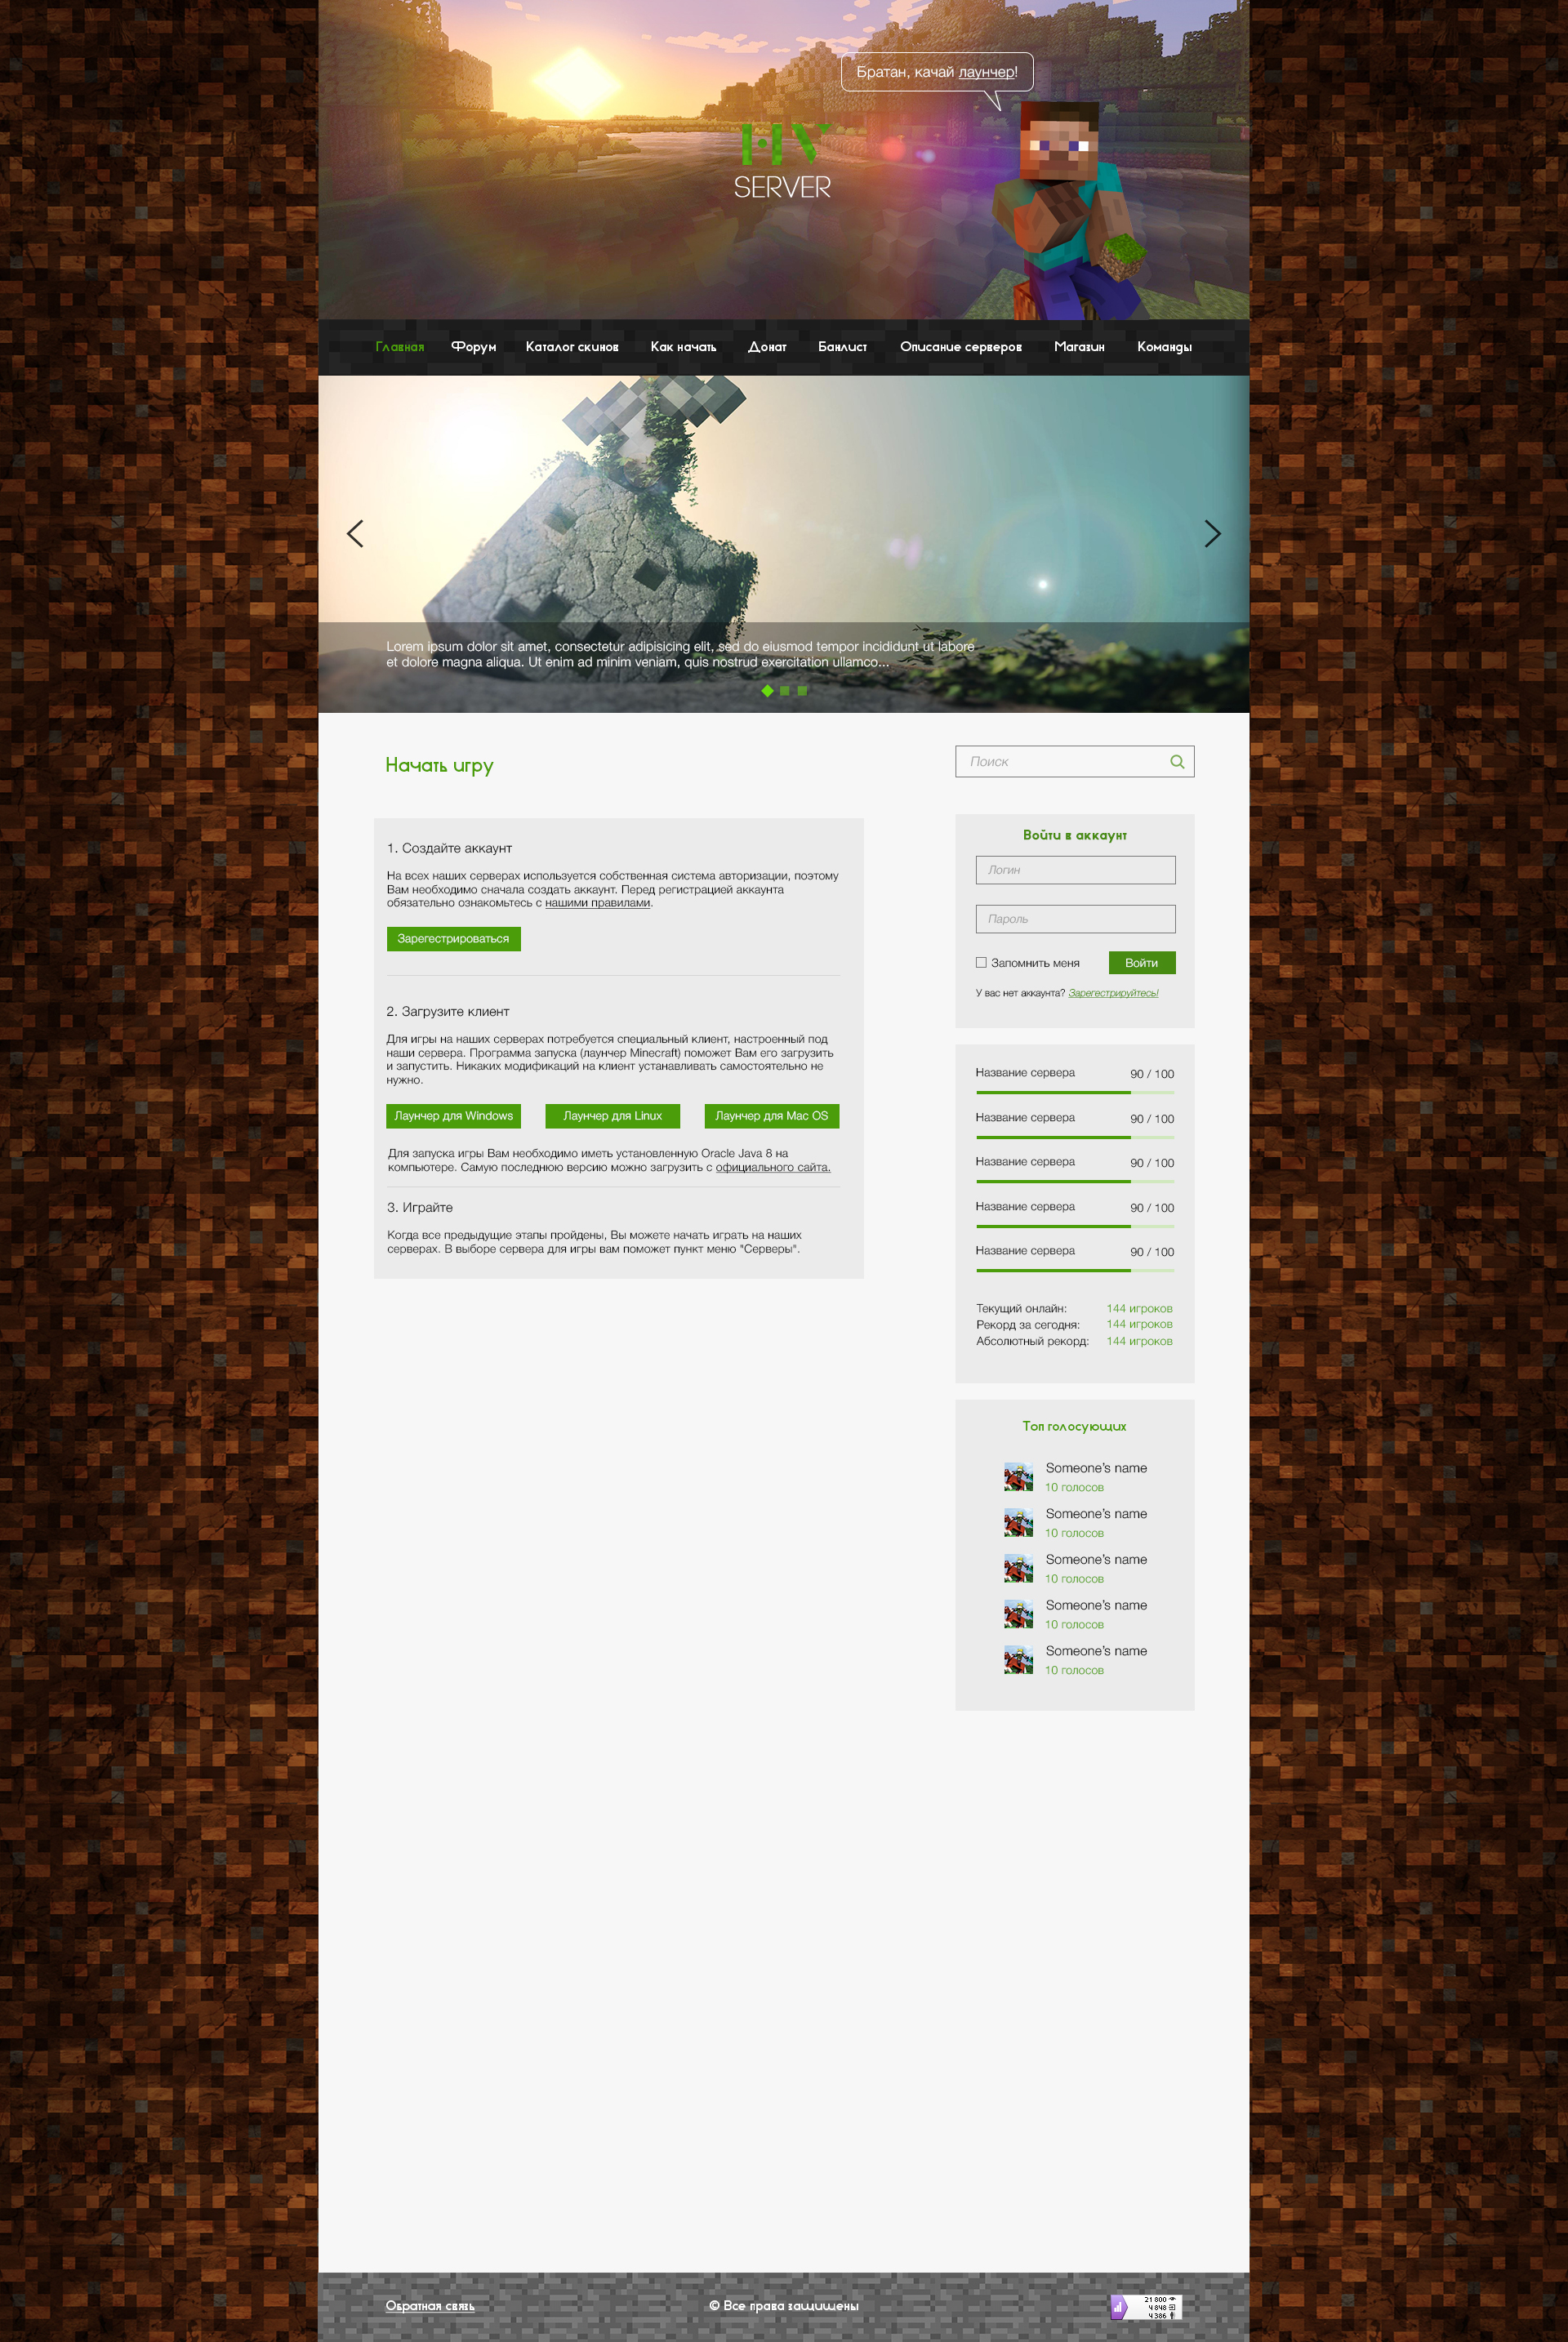 Братан, качай лаунчер!
HV
SERVER
Главная Форум Каталог скинов Как начать Донат Банлист Описание серверов Магазин Команды
Lorem ipsum dolor sit amet, consectetur adipisicing elit, sed do eiusmod tempor incididunt ut labore
et dolore magna aliqua. Ut enim ad minim veniam, quis nostrud exercitation ullamco...
Начать игру
1. Создайте аккаунт
На всех наших серверах используется собственная система авторизации, поэтому
Вам необходимо сначала создать аккаунт. Перед регистрацией аккаунта
обязательно ознакомьтесь с нашими правилами.
Зарегестрироваться
2. Загрузите клиент
Для игры на наших серверах потребуется специальный клиент, настроенный под
наши сервера. Программа запуска (лаунчер Minecraft) поможет Вам его загрузить
и запустить. Никаких модификаций на клиент устанавливать самостоятельно не
нужно.
Лаунчер для Windows Лаунчер для Linux Лаунчер для Mac OS
Для запуска игры Вам необходимо иметь установленную Oracle Java 8 на
компьютере. Самую последнюю версию можно загрузить с официального сайта.
3. Играйте
Когда все предыдущие этапы пройдены, Вы можете начать играть на наших
серверах. В выборе сервера для игры вам поможет пункт меню "Серверы".
Поиск
Войти в аккаунт
Логин
Пароль
Запомнить меня Войти
У вас нет аккаунта? Зарегестрируйтесь!
Название сервера 90 / 100
Название сервера 90 / 100
Название сервера 90 / 100
Название сервера 90 / 100
Название сервера 90 / 100
Текущий онлайн: 144 игроков
Рекорд за сегодня: 144 игроков
Абсолютный рекорд: 144 игроков
Топ голосующих
Someone's name
10 голосов
Someone's name
10 голосов
Someone's name
10 голосов
Someone's name
10 голосов
Someone's name
10 голосов
Обратная связь © Все права защищены
21 800
4 848
4 386